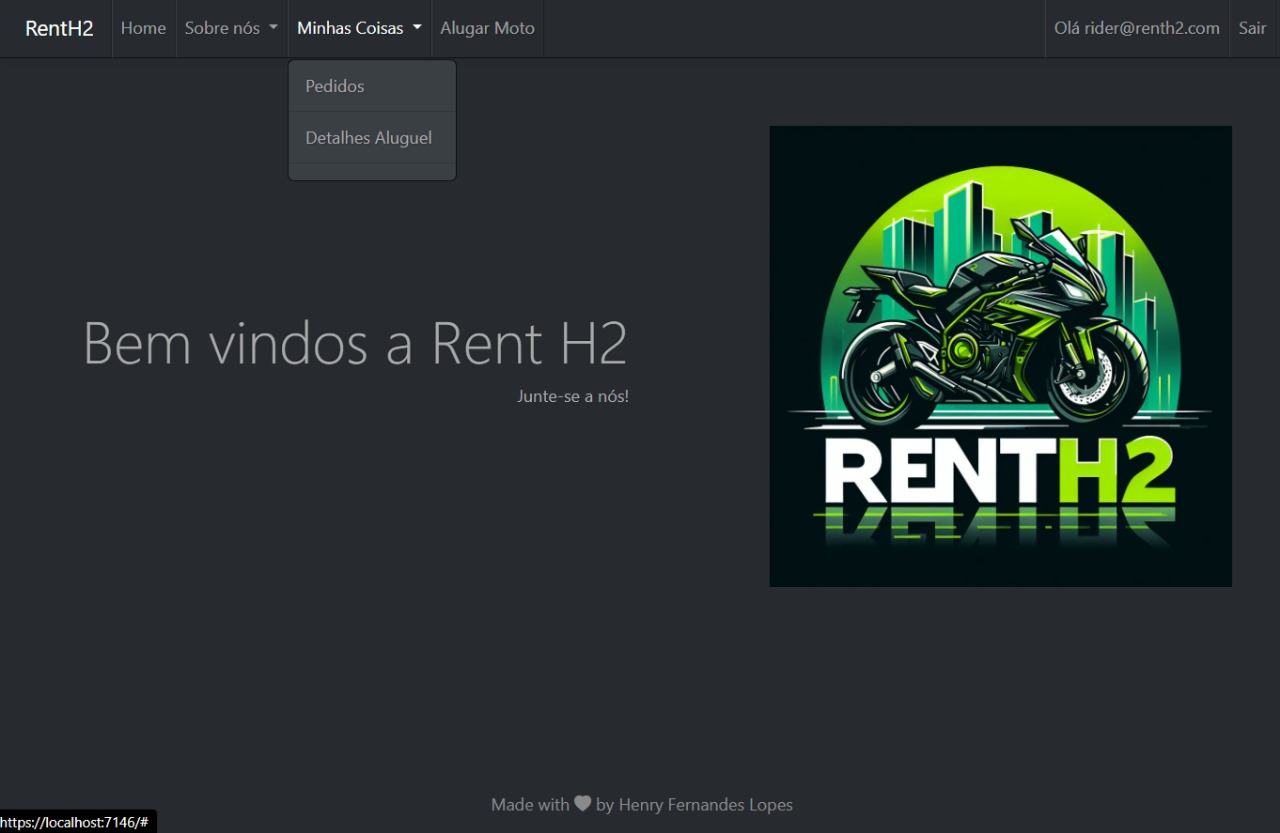 RentH2 Home Sobre nós Minhas Coisas Alugar Moto Olá rider@renth2.com Sair
Pedidos
Detalhes Aluguel
Bem vindos a Rent H2
Junte-se a nós!
RENTH2
Made with by Henry Fernandes Lopes
https://localhost:7146/#